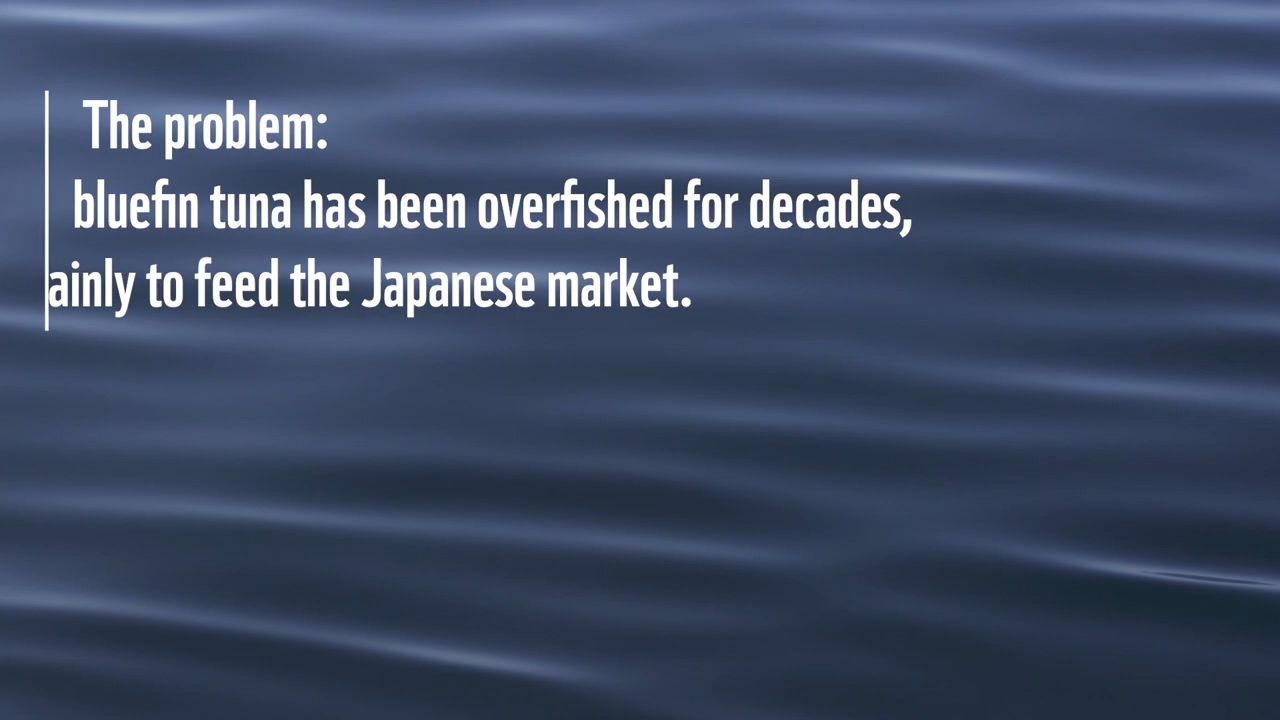 The problem:
bluefin tuna has been overfished for decades,
ainly to feed the Japanese market.